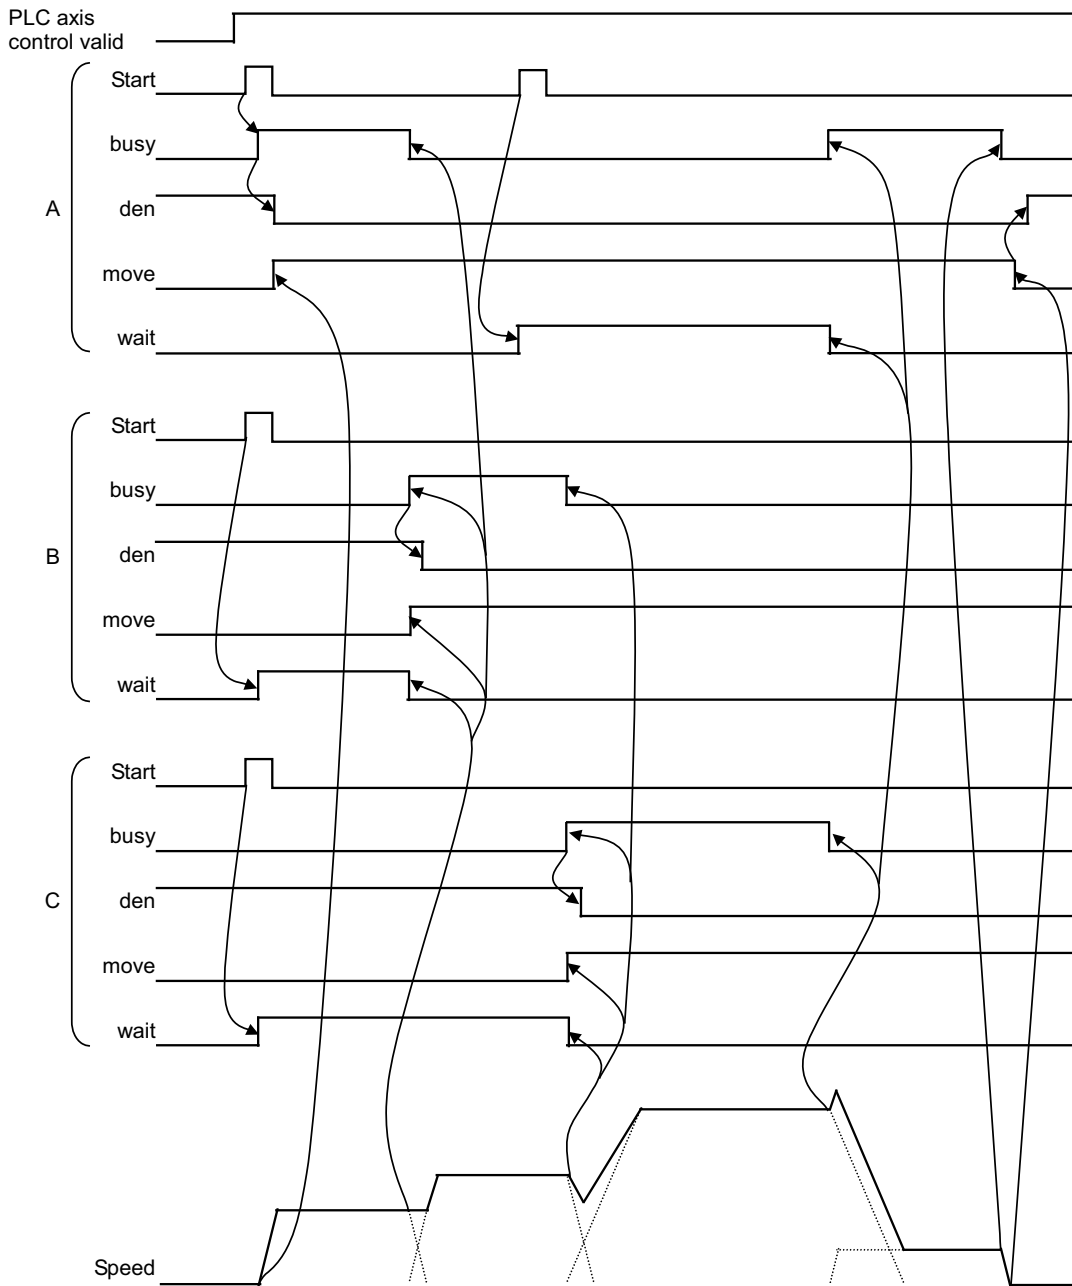 PLC axis
control valid
Start
busy
A
den
move
wait
Start
busy
B
den
move
wait
Start
busy
C
den
move
wait
Speed